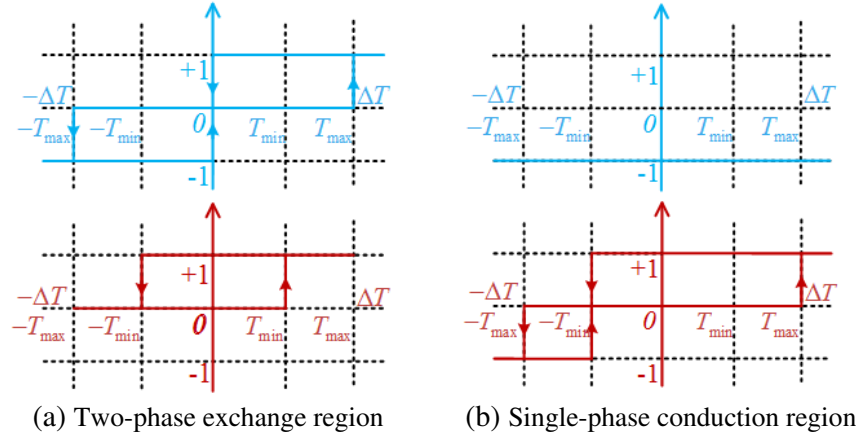 +1
−ΔT ΔT
−Tmax −Tmin 0 Tmin Tmax
-1
+1
−ΔT ΔT
−Tmax −Tmin 0 Tmin Tmax
-1
+1
−ΔT ΔT
−Tmax −Tmin 0 Tmin Tmax
-1
+1
−ΔT ΔT
−Tmax −Tmin 0 Tmin Tmax
-1
(a) Two-phase exchange region
(b) Single-phase conduction region